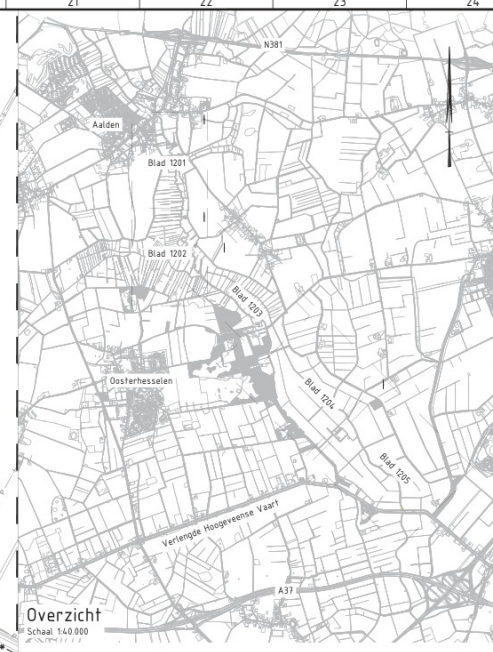 21 22 23 24
N381
Aalden
Blad 1201
Blad 1202
Blad 1203
Oosterhesselen
Blad 1204
Blad 1205
Verlengde Hoogeveense Vaart
A37
Overzicht
Schaal 1:40.000